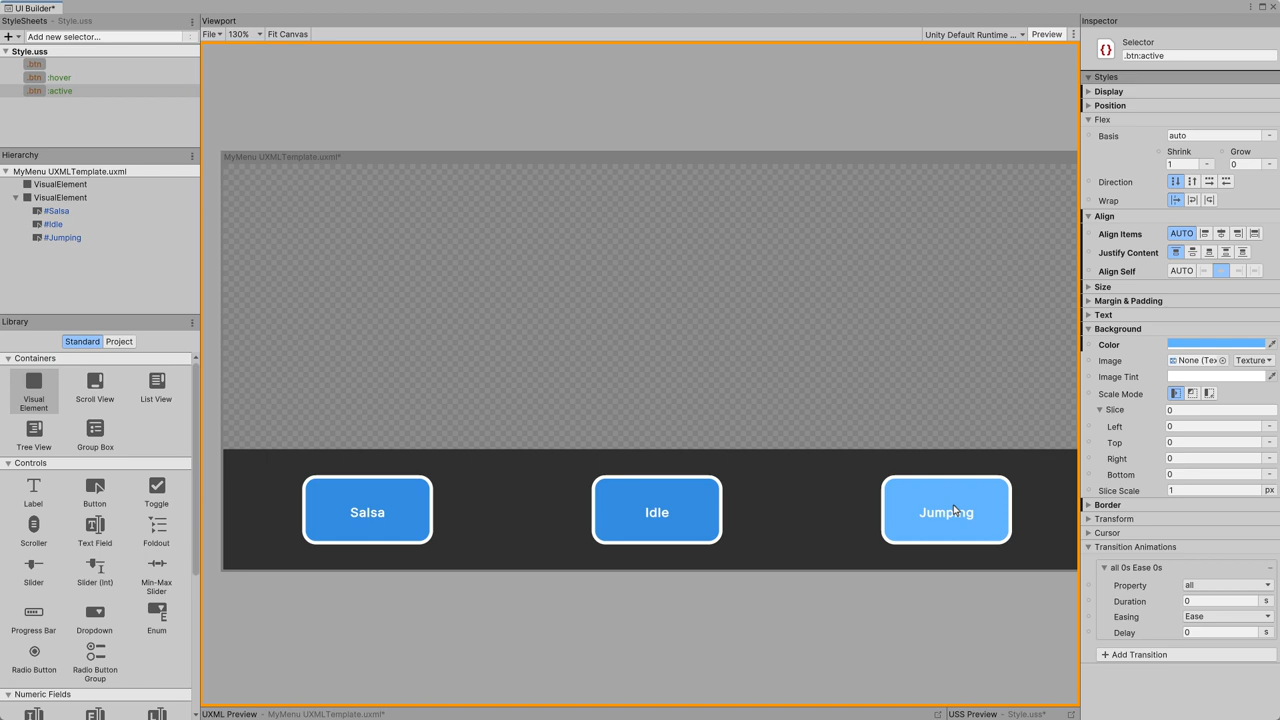 UI Builder*
StyleSheets - Style.uss
Add new selector...
Style.uss
.btn
.btn :hover
.btn :active
Hierarchy
MyMenu UXMLTemplate.uxml*
VisualElement
VisualElement
#Salsa
#Idle
#Jumping
Library
Standard Project
Containers
Visual Element
Scroll View
List View
Tree View
Group Box
Controls
Label
Button
Toggle
Scroller
Text Field
Foldout
Slider
Slider (Int)
Min-Max Slider
Progress Bar
Dropdown
Enum
Radio Button
Radio Button Group
Numeric Fields
Viewport
File 130% Fit Canvas Unity Default Runtime ... Preview
MyMenu UXMLTemplate.uxml*
Salsa Idle Jumping
UXML Preview - MyMenu UXMLTemplate.uxml* USS Preview - Style.uss*
Inspector
Selector
.btn:active
Styles
Display
Position
Flex
Basis auto
Shrink Grow
1 0
Direction
Wrap
Align
Align Items AUTO
Justify Content
Align Self AUTO
Size
Margin & Padding
Text
Background
Color
Image None (Tex Texture
Image Tint
Scale Mode
Slice 0
Left 0
Top 0
Right 0
Bottom 0
Slice Scale 1 px
Border
Transform
Cursor
Transition Animations
all 0s Ease 0s
Property all
Duration 0 s
Easing Ease
Delay 0 s
Add Transition